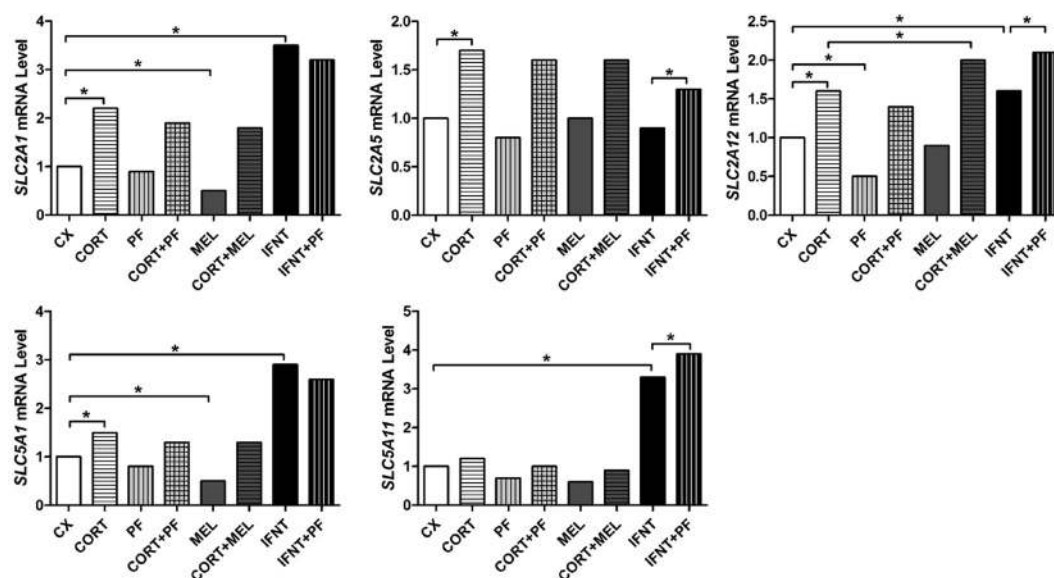 SLC2A1 mRNA Level
4
3
2
1
0
*
*
*
CX
CORT
PF
CORT+PF
MEL
CORT+MEL
IFNT
IFNT+PF
SLC2A5 mRNA Level
2.0
1.5
1.0
0.5
0.0
*
*
CX
CORT
PF
CORT+PF
MEL
CORT+MEL
IFNT
IFNT+PF
SLC2A12 mRNA Level
2.5
2.0
1.5
1.0
0.5
0.0
*
*
*
*
*
CX
CORT
PF
CORT+PF
MEL
CORT+MEL
IFNT
IFNT+PF
SLC5A1 mRNA Level
4
3
2
1
0
*
*
*
CX
CORT
PF
CORT+PF
MEL
CORT+MEL
IFNT
IFNT+PF
SLC5A11 mRNA Level
5
4
3
2
1
0
*
*
CX
CORT
PF
CORT+PF
MEL
CORT+MEL
IFNT
IFNT+PF